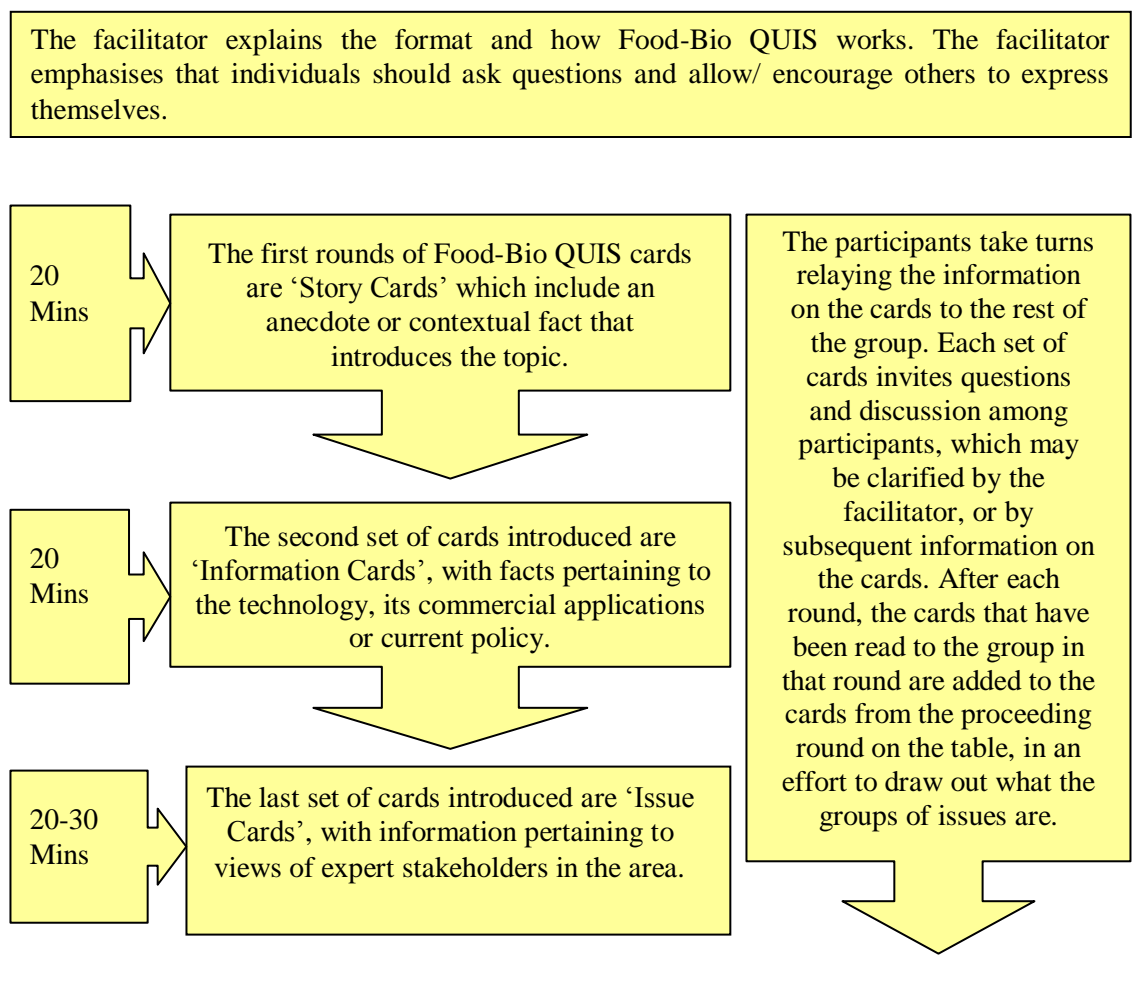 The facilitator explains the format and how Food-Bio QUIS works. The facilitator
emphasises that individuals should ask questions and allow/ encourage others to express
themselves.
20
Mins
The first rounds of Food-Bio QUIS cards
are ‘Story Cards’ which include an
anecdote or contextual fact that
introduces the topic.
20
Mins
The second set of cards introduced are
‘Information Cards’, with facts pertaining to
the technology, its commercial applications
or current policy.
20-30
Mins
The last set of cards introduced are ‘Issue
Cards’, with information pertaining to
views of expert stakeholders in the area.
The participants take turns
relaying the information
on the cards to the rest of
the group. Each set of
cards invites questions
and discussion among
participants, which may
be clarified by the
facilitator, or by
subsequent information on
the cards. After each
round, the cards that have
been read to the group in
that round are added to the
cards from the proceeding
round on the table, in an
effort to draw out what the
groups of issues are.